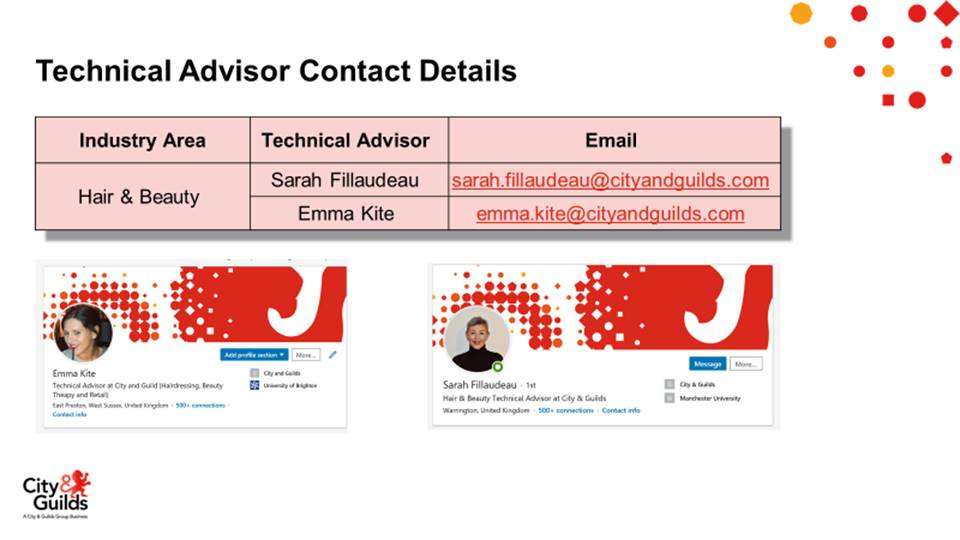 Technical Advisor Contact Details
Industry Area Technical Advisor Email
Hair & Beauty
Sarah Fillaudeau sarah.fillaudeau@cityandguilds.com
Emma Kite emma.kite@cityandguilds.com
Add profile section More...
Emma Kite
Technical Advisor at City and Guild (Hairdressing, Beauty
Theapy and Retail)
East Preston, West Sussex, United Kingdom · 500+ connections ·
Contact info
City and Guilds
University of Brighton
Message More...
Sarah Fillaudeau · 1st
Hair & Beauty Technical Advisor at City & Guilds
Warrington, United Kingdom · 500+ connections · Contact info
City & Guilds
Manchester University
City&
Guilds
A City & Guilds Group Business